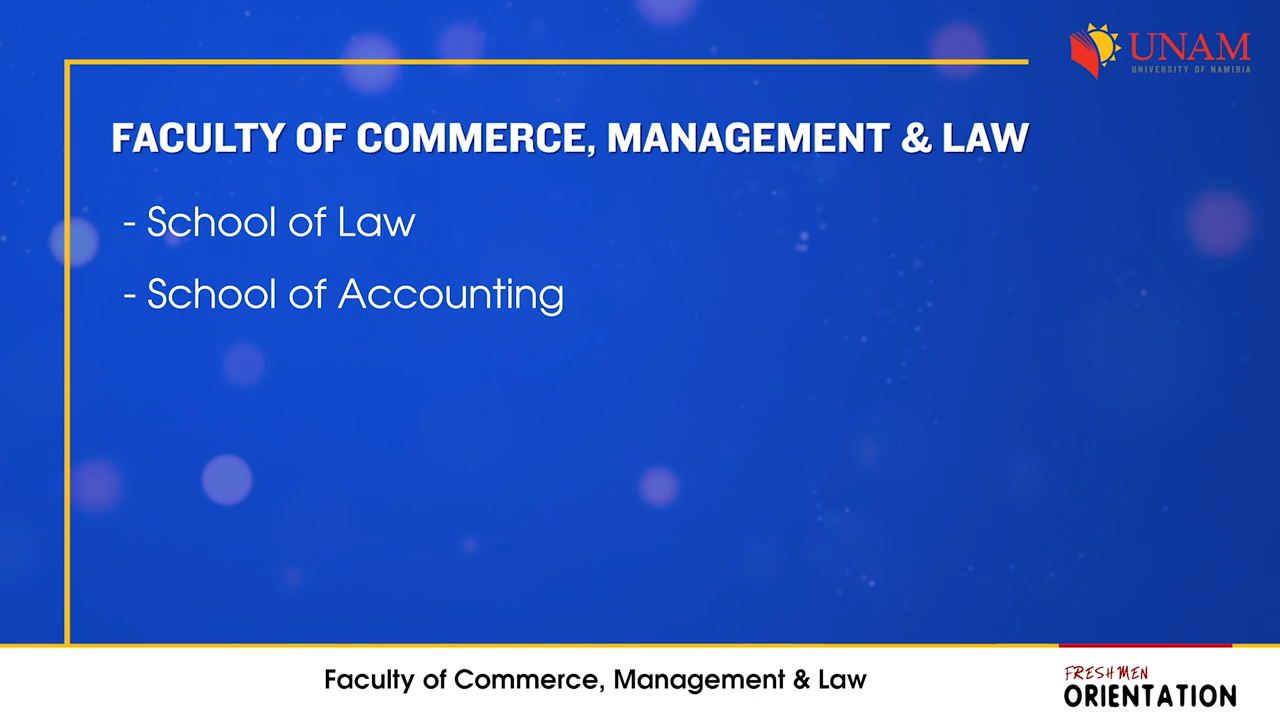 UNAM
UNIVERSITY OF NAMIBIA
FACULTY OF COMMERCE, MANAGEMENT & LAW
- School of Law
- School of Accounting
Faculty of Commerce, Management & Law
FRESHMEN
ORIENTATION